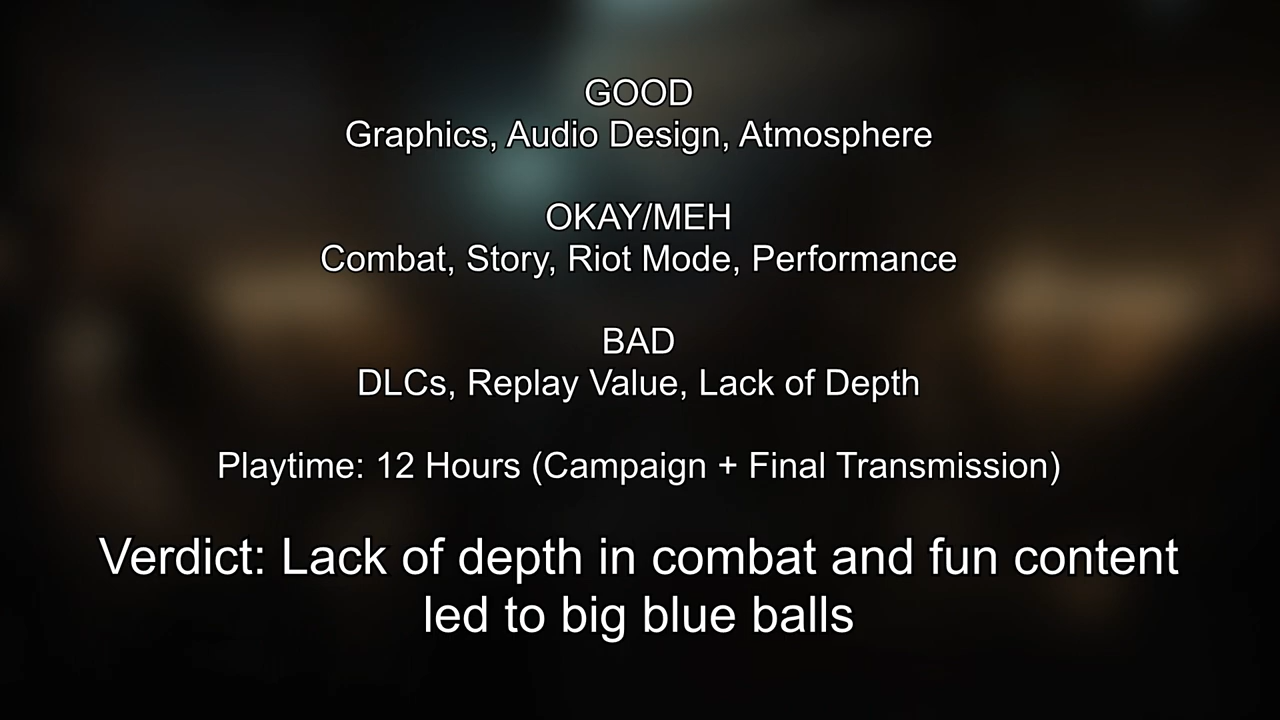 GOOD
Graphics, Audio Design, Atmosphere
OKAY/MEH
Combat, Story, Riot Mode, Performance
BAD
DLCs, Replay Value, Lack of Depth
Playtime: 12 Hours (Campaign + Final Transmission)
Verdict: Lack of depth in combat and fun content
led to big blue balls